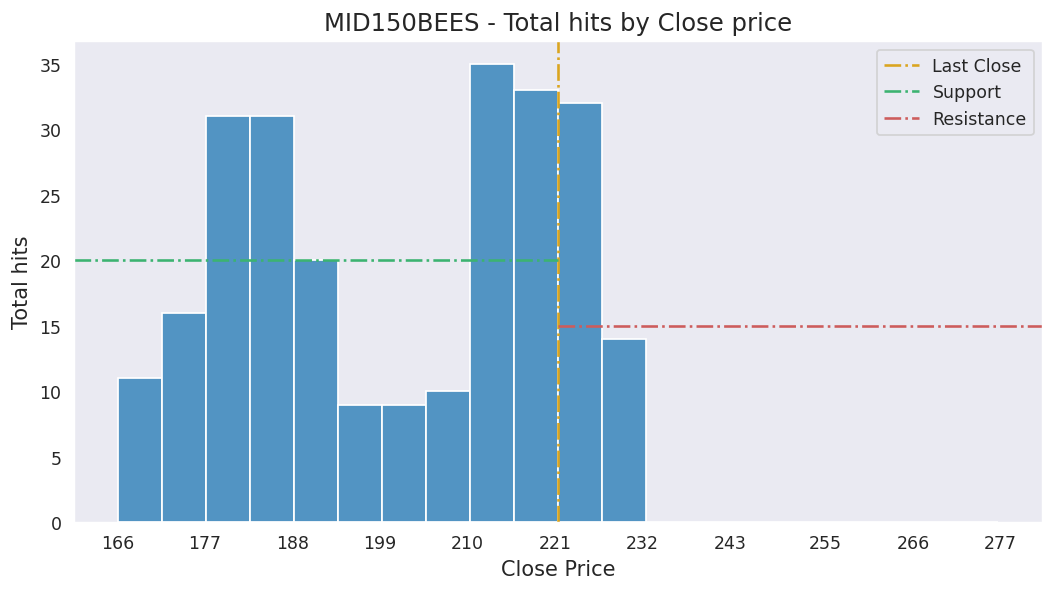 MID150BEES - Total hits by Close price
Last Close
Support
Resistance
Total hits
35
30
25
20
15
10
5
0
166 177 188 199 210 221 232 243 255 266 277
Close Price